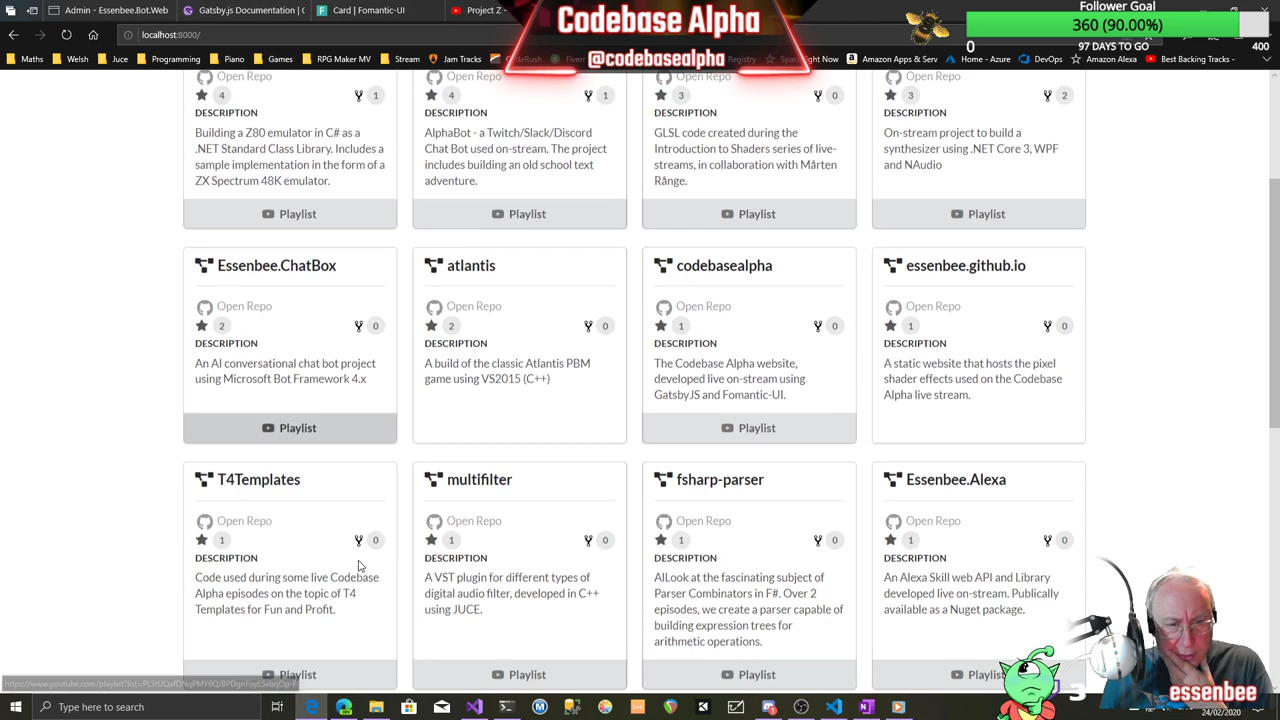 Admin - Essenbee.Bot.Web
Gatsby.js Documentation | G
Card | Fomantic-UI
Project Z-
Codebase Alpha
@codebasealpha
Follower Goal
360 (90.00%)
0
97 DAYS TO GO
400
localhost:8000/
Maths
Welsh
Juce
Programming
Piano
Games
RPG Maker MV
Stream
Jam Tracks
CodeRush
Fiverr
Registry
Right Now
Amazon Apps & Serv
Home - Azure
DevOps
Amazon Alexa
Best Backing Tracks -
Open Repo
Open Repo
Open Repo
Open Repo
4
1
4
1
3
0
3
2
DESCRIPTION
DESCRIPTION
DESCRIPTION
DESCRIPTION
Building a Z80 emulator in C# as a
.NET Standard Class Library. Includes a
sample implementation in the form of a
ZX Spectrum 48K emulator.
AlphaBot - a Twitch/Slack/Discord
Chat Bot used on-stream. The project
includes building an old school text
adventure.
GLSL code created during the
Introduction to Shaders series of live-
streams, in collaboration with Mårten
Rånge.
On-stream project to build a
synthesizer using .NET Core 3, WPF
and NAudio
Playlist
Playlist
Playlist
Playlist
Essenbee.ChatBox
Open Repo
2
0
DESCRIPTION
An AI conversational chat bot project
using Microsoft Bot Framework 4.x
Playlist
atlantis
Open Repo
2
0
DESCRIPTION
A build of the classic Atlantis PBM
game using VS2015 (C++)
codebasealpha
Open Repo
1
0
DESCRIPTION
The Codebase Alpha website,
developed live on-stream using
GatsbyJS and Fomantic-UI.
Playlist
essenbee.github.io
Open Repo
1
0
DESCRIPTION
A static website that hosts the pixel
shader effects used on the Codebase
Alpha live stream.
T4Templates
Open Repo
1
0
DESCRIPTION
Code used during some live Codebase
Alpha episodes on the topic of T4
Templates for Fun and Profit.
Playlist
multifilter
Open Repo
1
0
DESCRIPTION
A VST plugin for different types of
digital audio filter, developed in C++
using JUCE.
Playlist
fsharp-parser
Open Repo
1
0
DESCRIPTION
AlLook at the fascinating subject of
Parser Combinators in F#. Over 2
episodes, we create a parser capable of
building expression trees for
arithmetic operations.
Playlist
Essenbee.Alexa
Open Repo
1
0
DESCRIPTION
An Alexa Skill web API and Library
developed live on-stream. Publically
available as a Nuget package.
Playlist
3
essenbee
Type here to search
24/02/2020